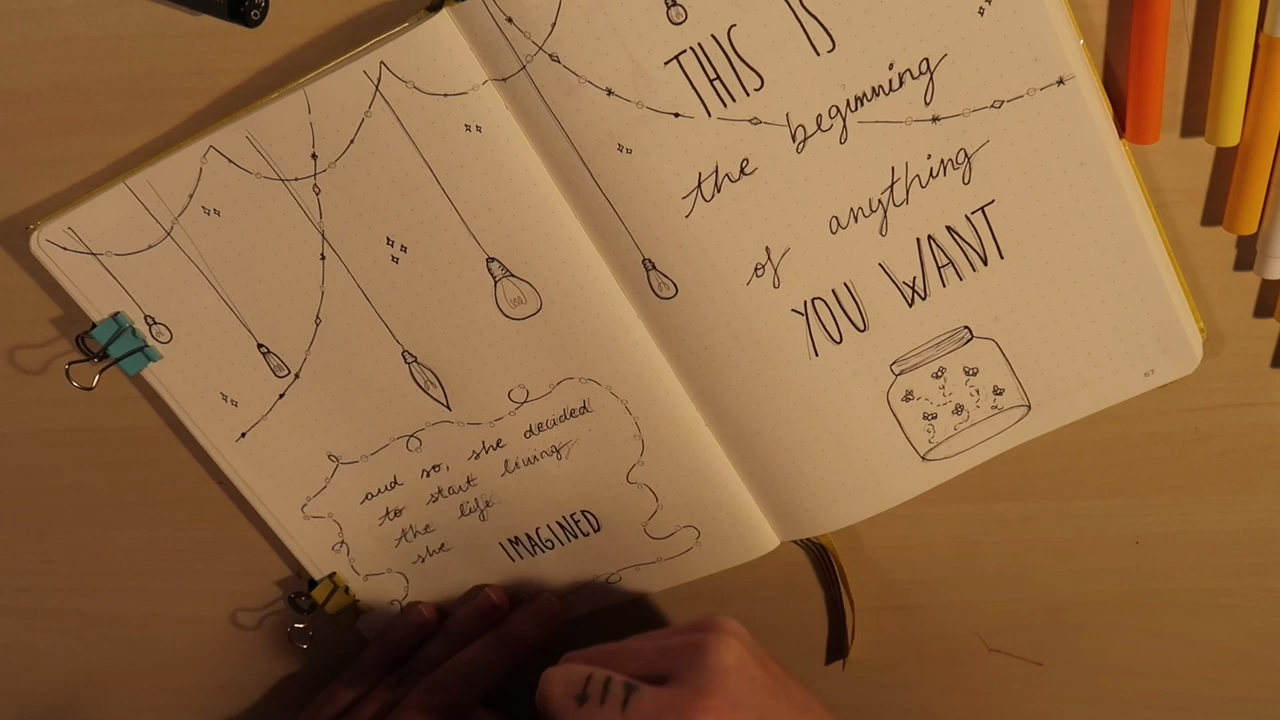 and so, she decided
to start living
the life
she IMAGINED
THIS IS
the beginning
of anything
YOU WANT
67